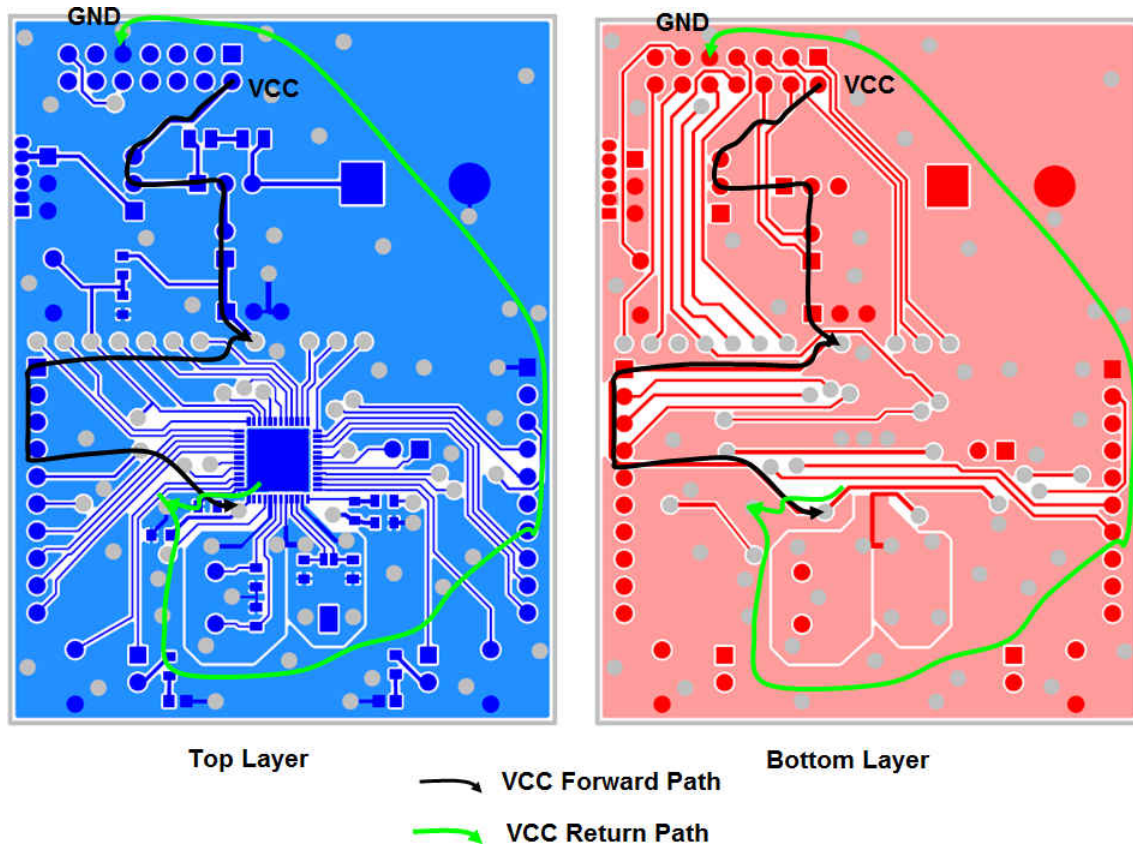 GND
VCC
GND
VCC
Top Layer
Bottom Layer
VCC Forward Path
VCC Return Path